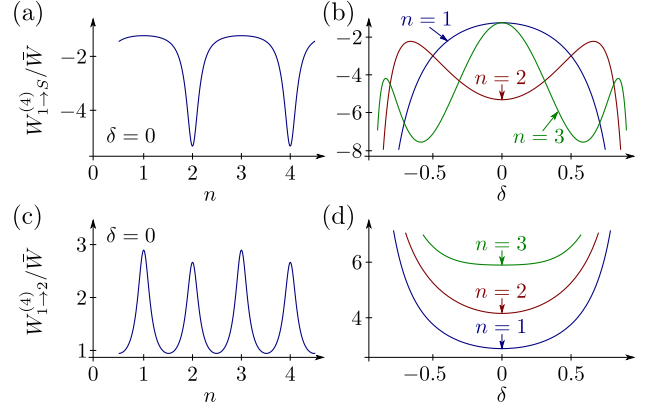 (a)
W^{(4)}_{1→S}/W̄
−2
−4
δ = 0
1
2
3
4
n
(b)
−2
−4
−6
−8
n = 1
n = 2
n = 3
−0.5
0
0.5
δ
(c)
W^{(4)}_{1→2}/W̄
δ = 0
3
2
1
0
1
2
3
4
n
(d)
6
4
n = 3
n = 2
n = 1
−0.5
0
0.5
δ